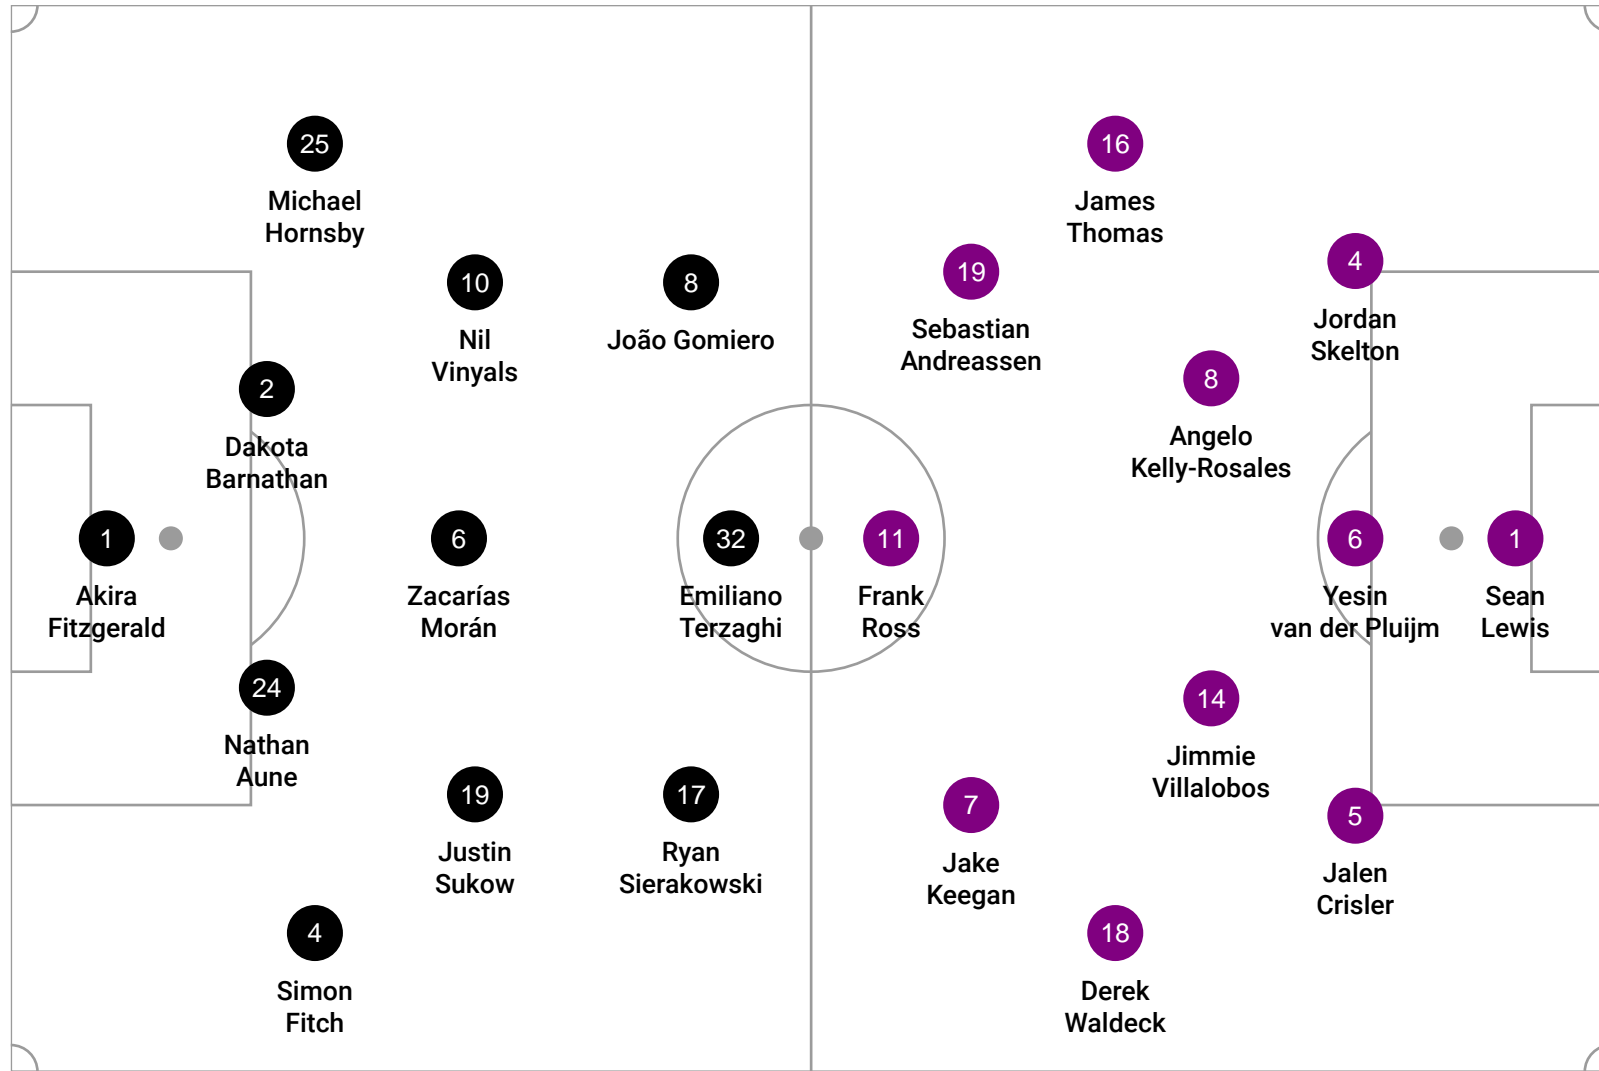 25
Michael
Hornsby
16
James
Thomas
10
Nil
Vinyals
8
João Gomiero
19
Sebastian
Andreassen
4
Jordan
Skelton
2
Dakota
Barnathan
8
Angelo
Kelly-Rosales
1
Akira
Fitzgerald
6
Zacarías
Morán
32
Emiliano
Terzaghi
11
Frank
Ross
6
Yesin
van der Pluijm
1
Sean
Lewis
24
Nathan
Aune
14
Jimmie
Villalobos
19
Justin
Sukow
17
Ryan
Sierakowski
7
Jake
Keegan
5
Jalen
Crisler
4
Simon
Fitch
18
Derek
Waldeck